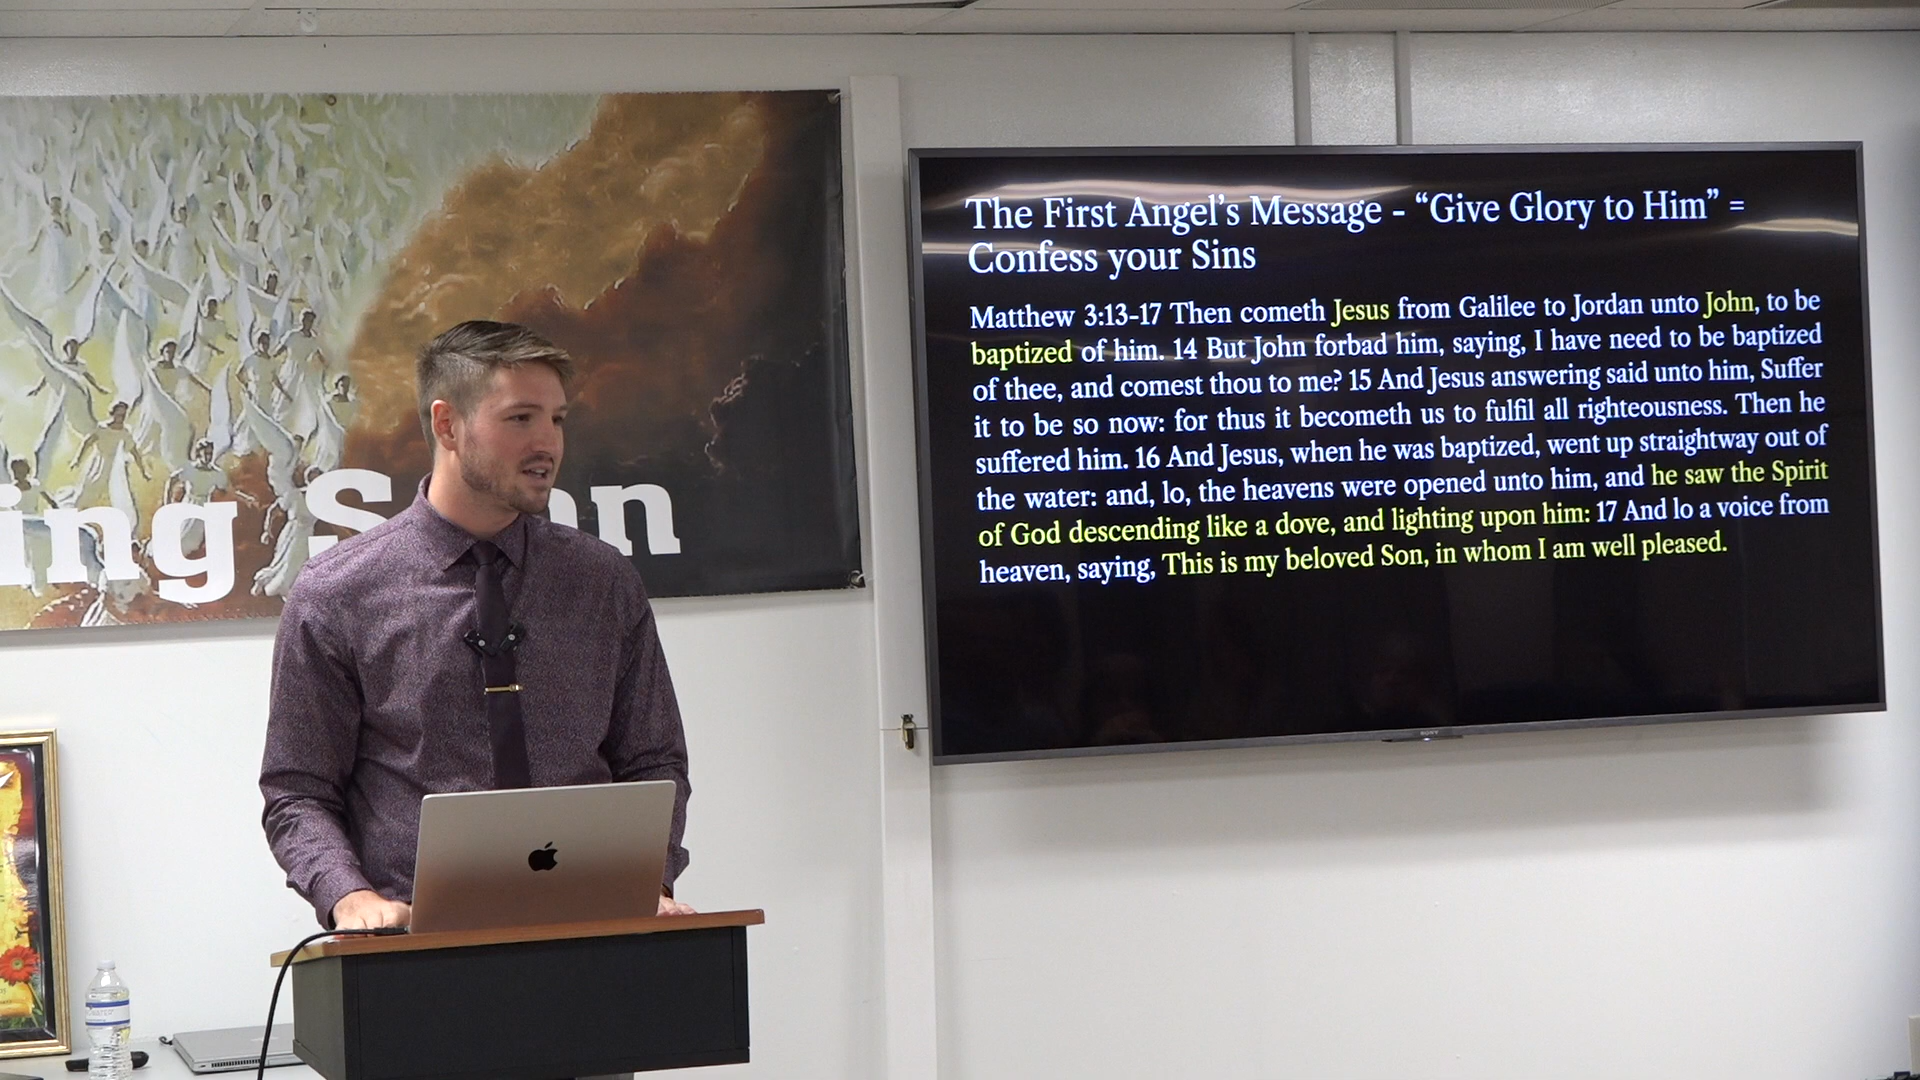 ing S an
The First Angel's Message - “Give Glory to Him” =
Confess your Sins
Matthew 3:13-17 Then cometh Jesus from Galilee to Jordan unto John, to be
baptized of him. 14 But John forbad him, saying, I have need to be baptized
of thee, and comest thou to me? 15 And Jesus answering said unto him, Suffer
it to be so now: for thus it becometh us to fulfil all righteousness. Then he
suffered him. 16 And Jesus, when he was baptized, went up straightway out of
the water: and, lo, the heavens were opened unto him, and he saw the Spirit
of God descending like a dove, and lighting upon him: 17 And lo a voice from
heaven, saying, This is my beloved Son, in whom I am well pleased.
SONY